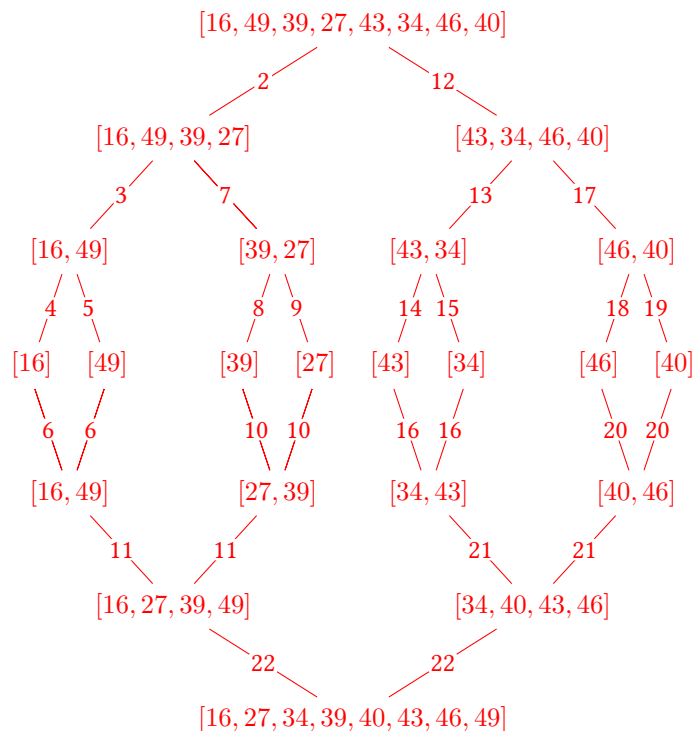 [16, 49, 39, 27, 43, 34, 46, 40]
2 12
[16, 49, 39, 27] [43, 34, 46, 40]
3 7 13 17
[16, 49] [39, 27] [43, 34] [46, 40]
4 5 8 9 14 15 18 19
[16] [49] [39] [27] [43] [34] [46] [40]
6 6 10 10 16 16 20 20
[16, 49] [27, 39] [34, 43] [40, 46]
11 11 21 21
[16, 27, 39, 49] [34, 40, 43, 46]
22 22
[16, 27, 34, 39, 40, 43, 46, 49]